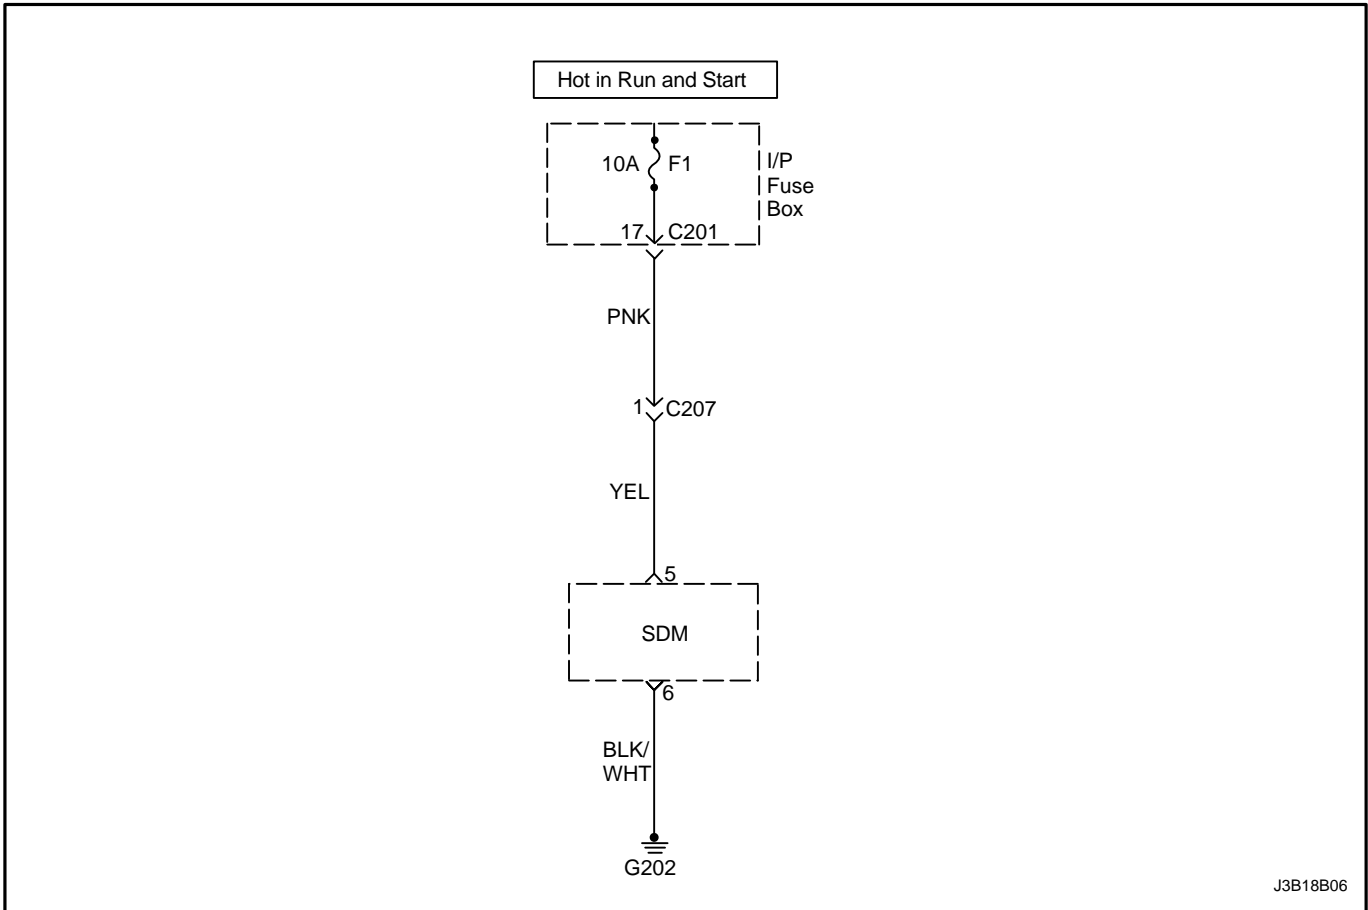 Hot in Run and Start
10A F1
I/P
Fuse
Box
17 C201
PNK
1 C207
YEL
5
SDM
6
BLK/
WHT
G202
J3B18B06